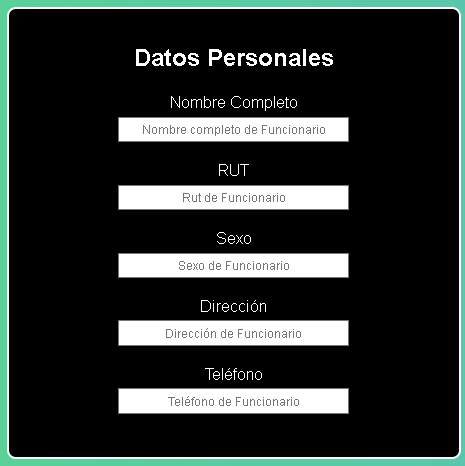 Datos Personales
Nombre Completo
Nombre completo de Funcionario
RUT
Rut de Funcionario
Sexo
Sexo de Funcionario
Dirección
Dirección de Funcionario
Teléfono
Teléfono de Funcionario